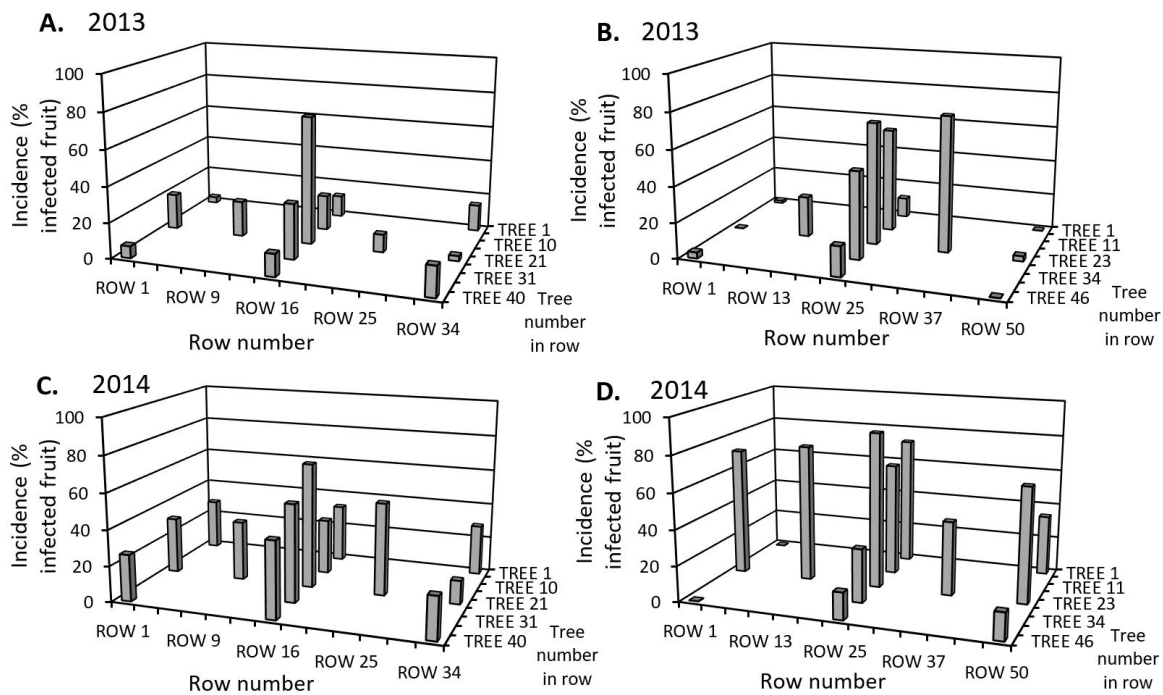 A. 2013
Incidence (%
infected fruit)
100
80
60
40
20
0
ROW 1
ROW 9
ROW 16
ROW 25
ROW 34
Row number
TREE 1
TREE 10
TREE 21
TREE 31
TREE 40
Tree
number
in row
B. 2013
Incidence (%
infected fruit)
100
80
60
40
20
0
ROW 1
ROW 13
ROW 25
ROW 37
ROW 50
Row number
TREE 1
TREE 11
TREE 23
TREE 34
TREE 46
Tree
number
in row
C. 2014
Incidence (%
infected fruit)
100
80
60
40
20
0
ROW 1
ROW 9
ROW 16
ROW 25
ROW 34
Row number
TREE 1
TREE 10
TREE 21
TREE 31
TREE 40
Tree
number
in row
D. 2014
Incidence (%
infected fruit)
100
80
60
40
20
0
ROW 1
ROW 13
ROW 25
ROW 37
ROW 50
Row number
TREE 1
TREE 11
TREE 23
TREE 34
TREE 46
Tree
number
in row